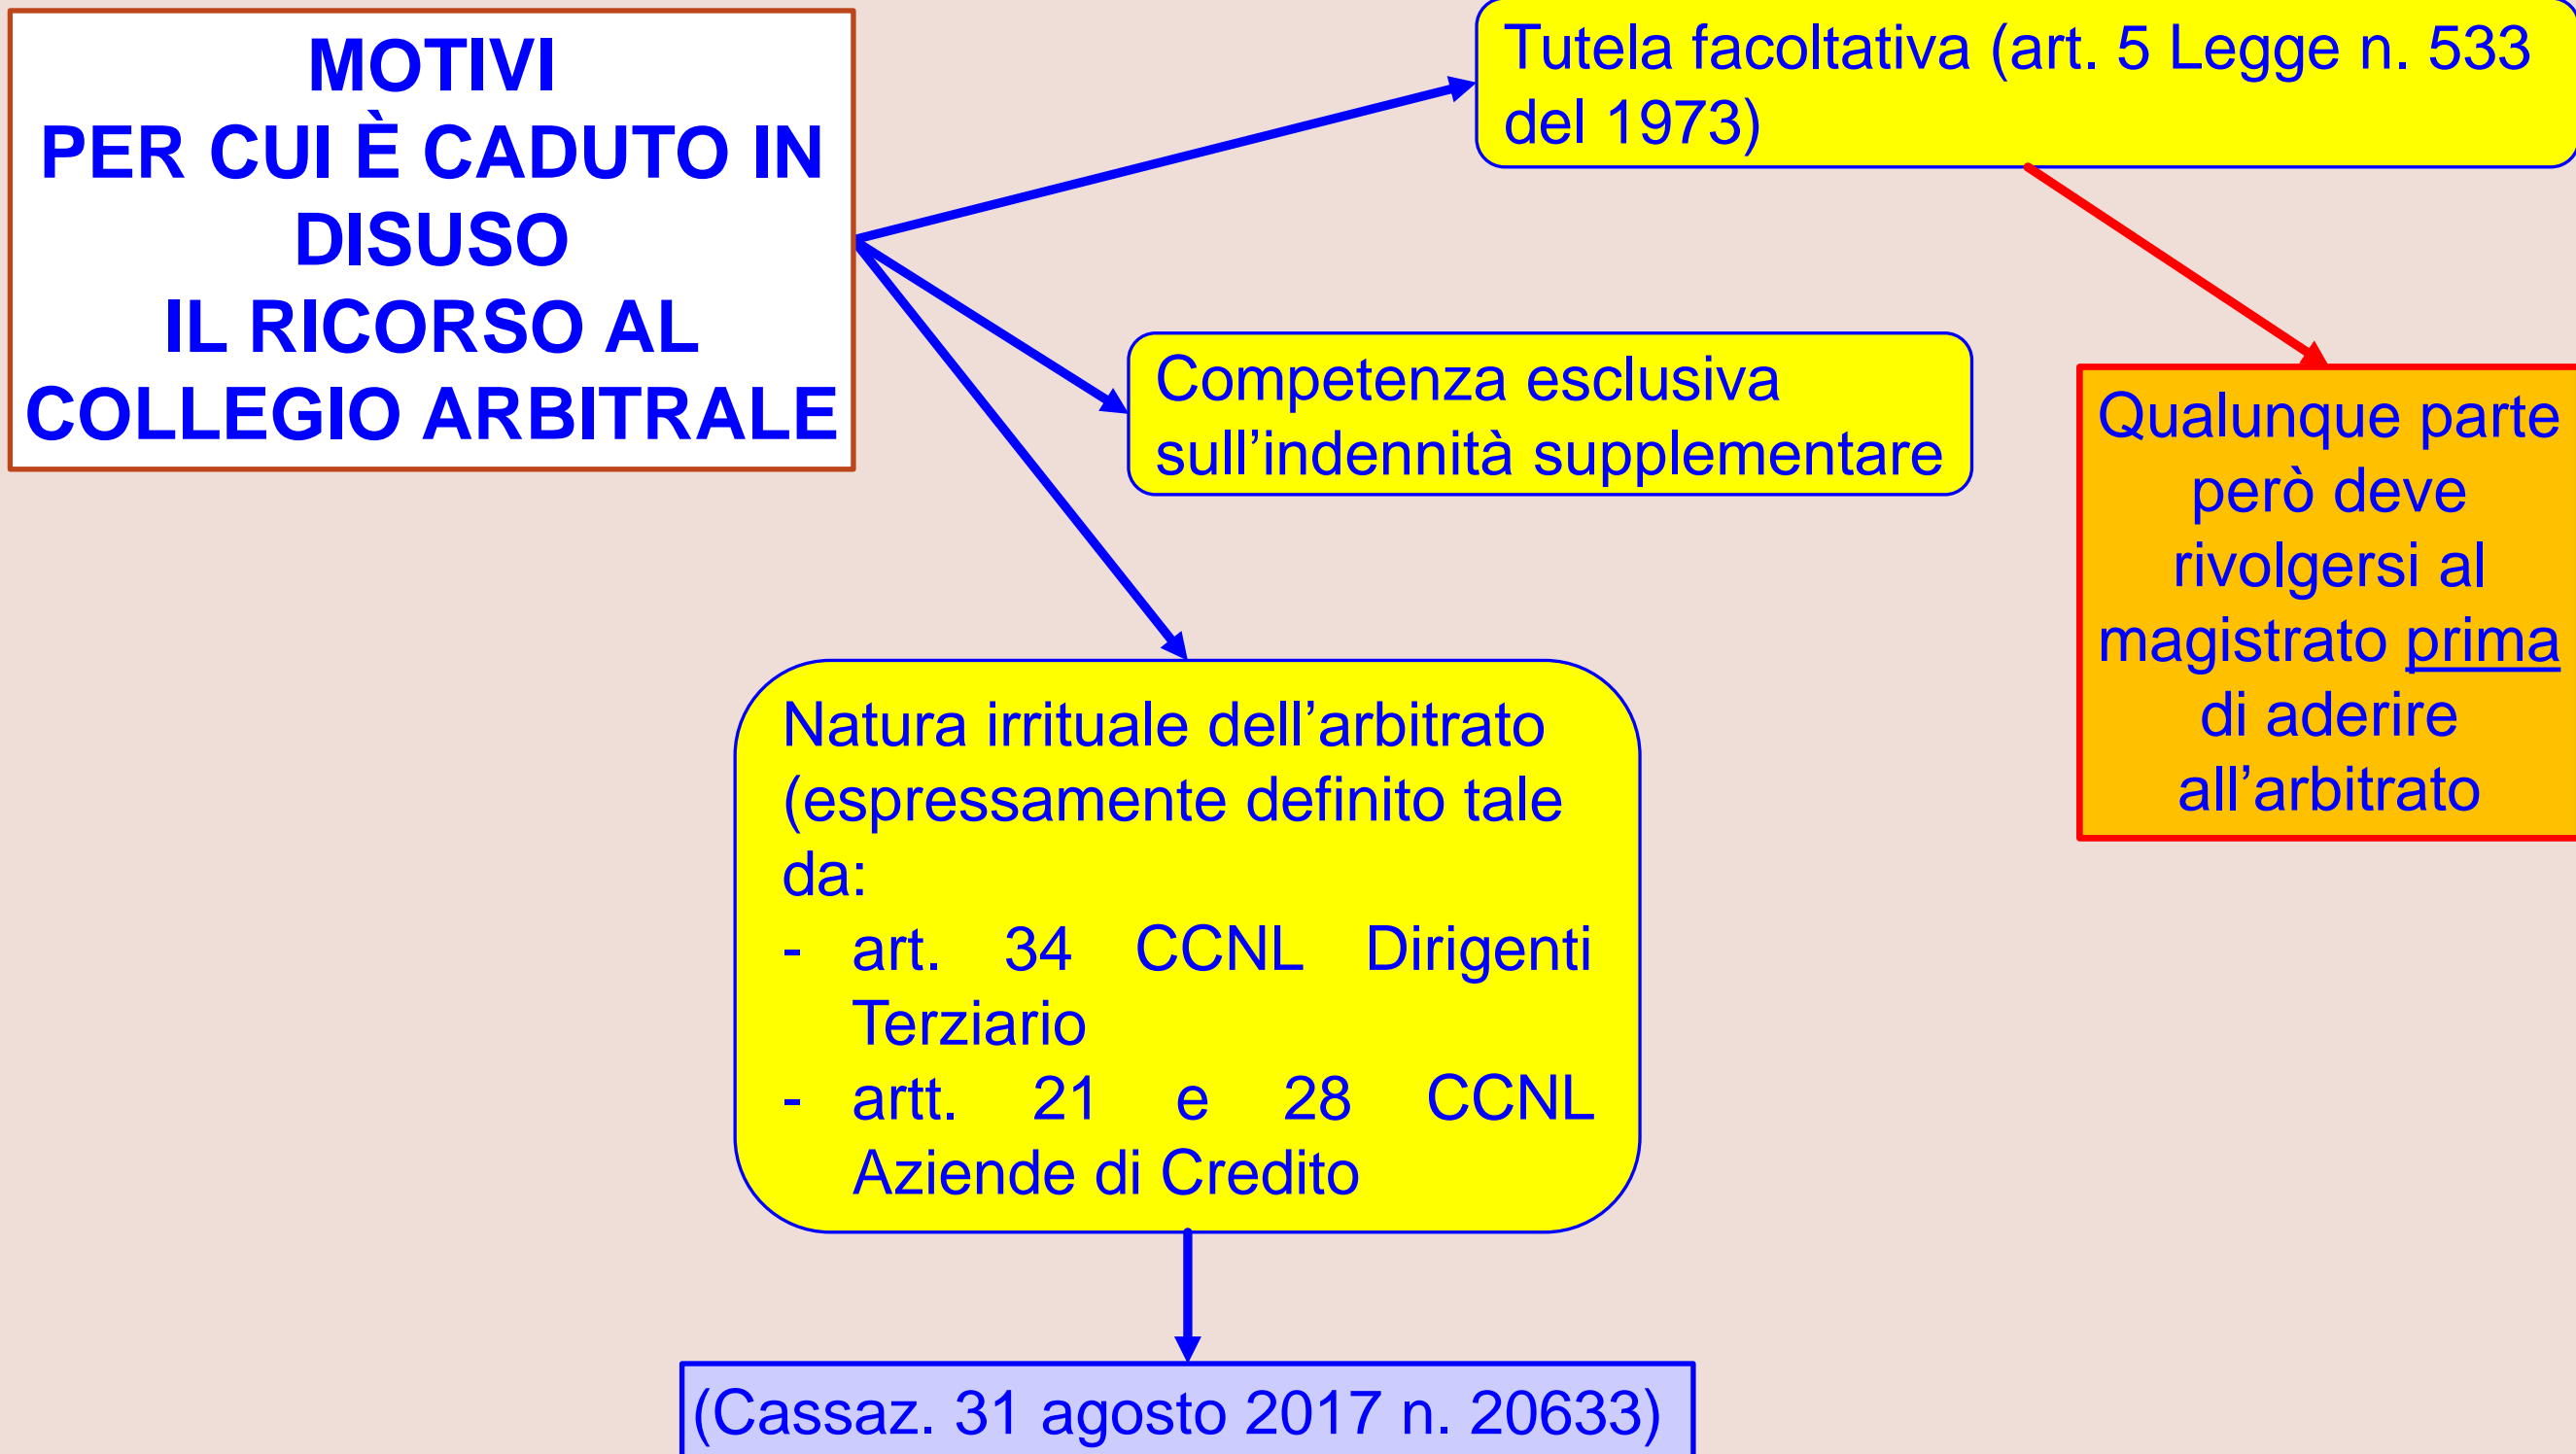 MOTIVI
PER CUI È CADUTO IN
DISUSO
IL RICORSO AL
COLLEGIO ARBITRALE
Tutela facoltativa (art. 5 Legge n. 533
del 1973)
Competenza esclusiva
sull’indennità supplementare
Qualunque parte
però deve
rivolgersi al
magistrato prima
di aderire
all’arbitrato
Natura irrituale dell’arbitrato
(espressamente definito tale
da:
- art. 34 CCNL Dirigenti
Terziario
- artt. 21 e 28 CCNL
Aziende di Credito
(Cassaz. 31 agosto 2017 n. 20633)